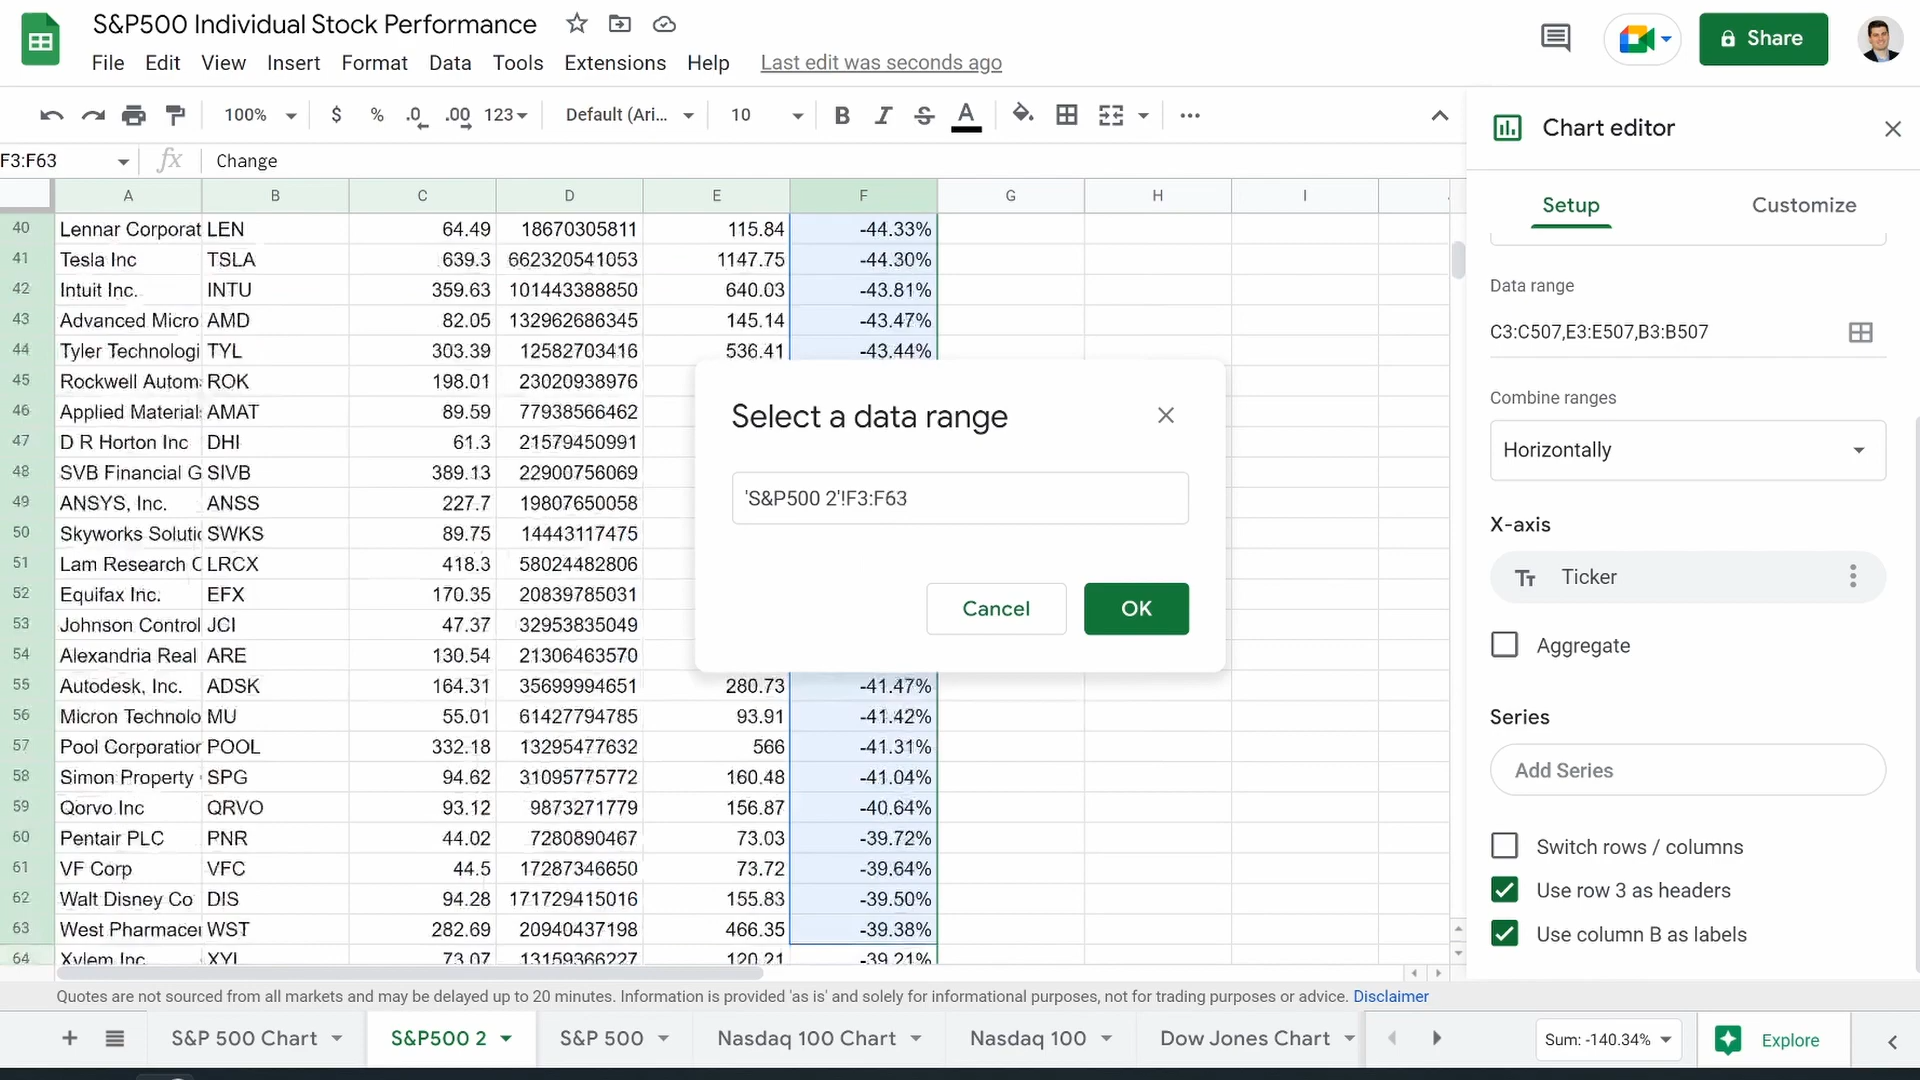 S&P500 Individual Stock Performance
File Edit View Insert Format Data Tools Extensions Help Last edit was seconds ago
Share
100% $ % .0 .00 123 Default (Ari... 10 B I S A
F3:F63 fx Change
A B C D E F G H I
40 Lennar Corporat LEN 64.49 18670305811 115.84 -44.33%
41 Tesla Inc TSLA 639.3 662320541053 1147.75 -44.30%
42 Intuit Inc. INTU 359.63 101443388850 640.03 -43.81%
43 Advanced Micro AMD 82.05 132962686345 145.14 -43.47%
44 Tyler Technologi TYL 303.39 12582703416 536.41 -43.44%
45 Rockwell Autom ROK 198.01 23020938976
46 Applied Material AMAT 89.59 77938566462
47 D R Horton Inc DHI 61.3 21579450991
48 SVB Financial G SIVB 389.13 22900756069
49 ANSYS, Inc. ANSS 227.7 19807650058
50 Skyworks Soluti SWKS 89.75 14443117475
51 Lam Research C LRCX 418.3 58024482806
52 Equifax Inc. EFX 170.35 20839785031
53 Johnson Control JCI 47.37 32953835049
54 Alexandria Real ARE 130.54 21306463570
55 Autodesk, Inc. ADSK 164.31 35699994651 280.73 -41.47%
56 Micron Technolo MU 55.01 61427794785 93.91 -41.42%
57 Pool Corporation POOL 332.18 13295477632 566 -41.31%
58 Simon Property SPG 94.62 31095775772 160.48 -41.04%
59 Qorvo Inc QRVO 93.12 9873271779 156.87 -40.64%
60 Pentair PLC PNR 44.02 7280890467 73.03 -39.72%
61 VF Corp VFC 44.5 17287346650 73.72 -39.64%
62 Walt Disney Co DIS 94.28 171729415016 155.83 -39.50%
63 West Pharmace WST 282.69 20940437198 466.35 -39.38%
64 Xylem Inc. XYL 73.07 13159366227 120.21 -39.21%
Select a data range
'S&P500 2'!F3:F63
Cancel OK
Chart editor
Setup Customize
Data range
C3:C507,E3:E507,B3:B507
Combine ranges
Horizontally
X-axis
Tт Ticker
Aggregate
Series
Add Series
Switch rows / columns
Use row 3 as headers
Use column B as labels
Quotes are not sourced from all markets and may be delayed up to 20 minutes. Information is provided 'as is' and solely for informational purposes, not for trading purposes or advice. Disclaimer
S&P 500 Chart S&P500 2 S&P 500 Nasdaq 100 Chart Nasdaq 100 Dow Jones Chart Sum: -140.34% Explore